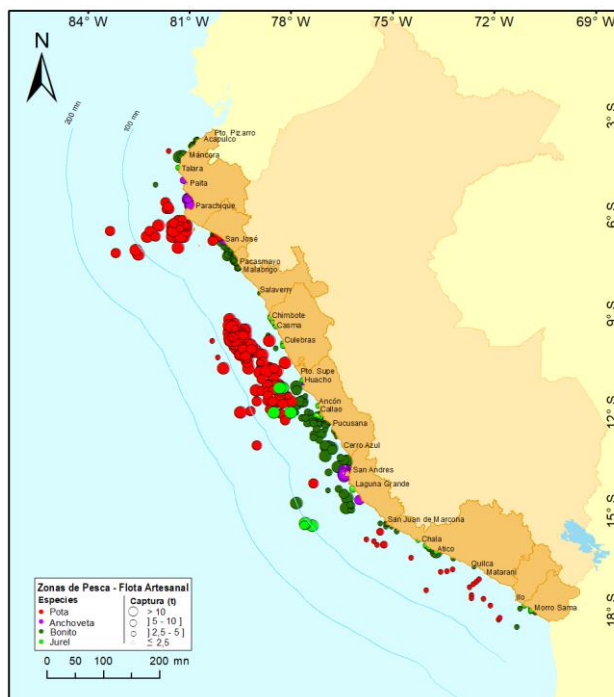 84° W 81° W 78° W 75° W 72° W 69° W
N
3° S
6° S
9° S
12° S
15° S
18° S
200 mn
100 mn
Pto. Pizarro
Acapulco
Máncora
Talara
Paita
Parachique
San José
Pacasmayo
Malabrigo
Salaverry
Chimbote
Casma
Culebras
Pto. Supe
Huacho
Ancón
Callao
Pucusana
Cerro Azul
San Andres
Laguna Grande
San Juan de Marcona
Chala
Atico
Quilca
Matarani
Ilo
Morro Sama
Zonas de Pesca - Flota Artesanal
Especies Captura (t)
Pota > 10
Anchoveta ]5 - 10]
Bonito ]2,5 - 5]
Jurel ≤ 2,5
0 50 100 200 mn